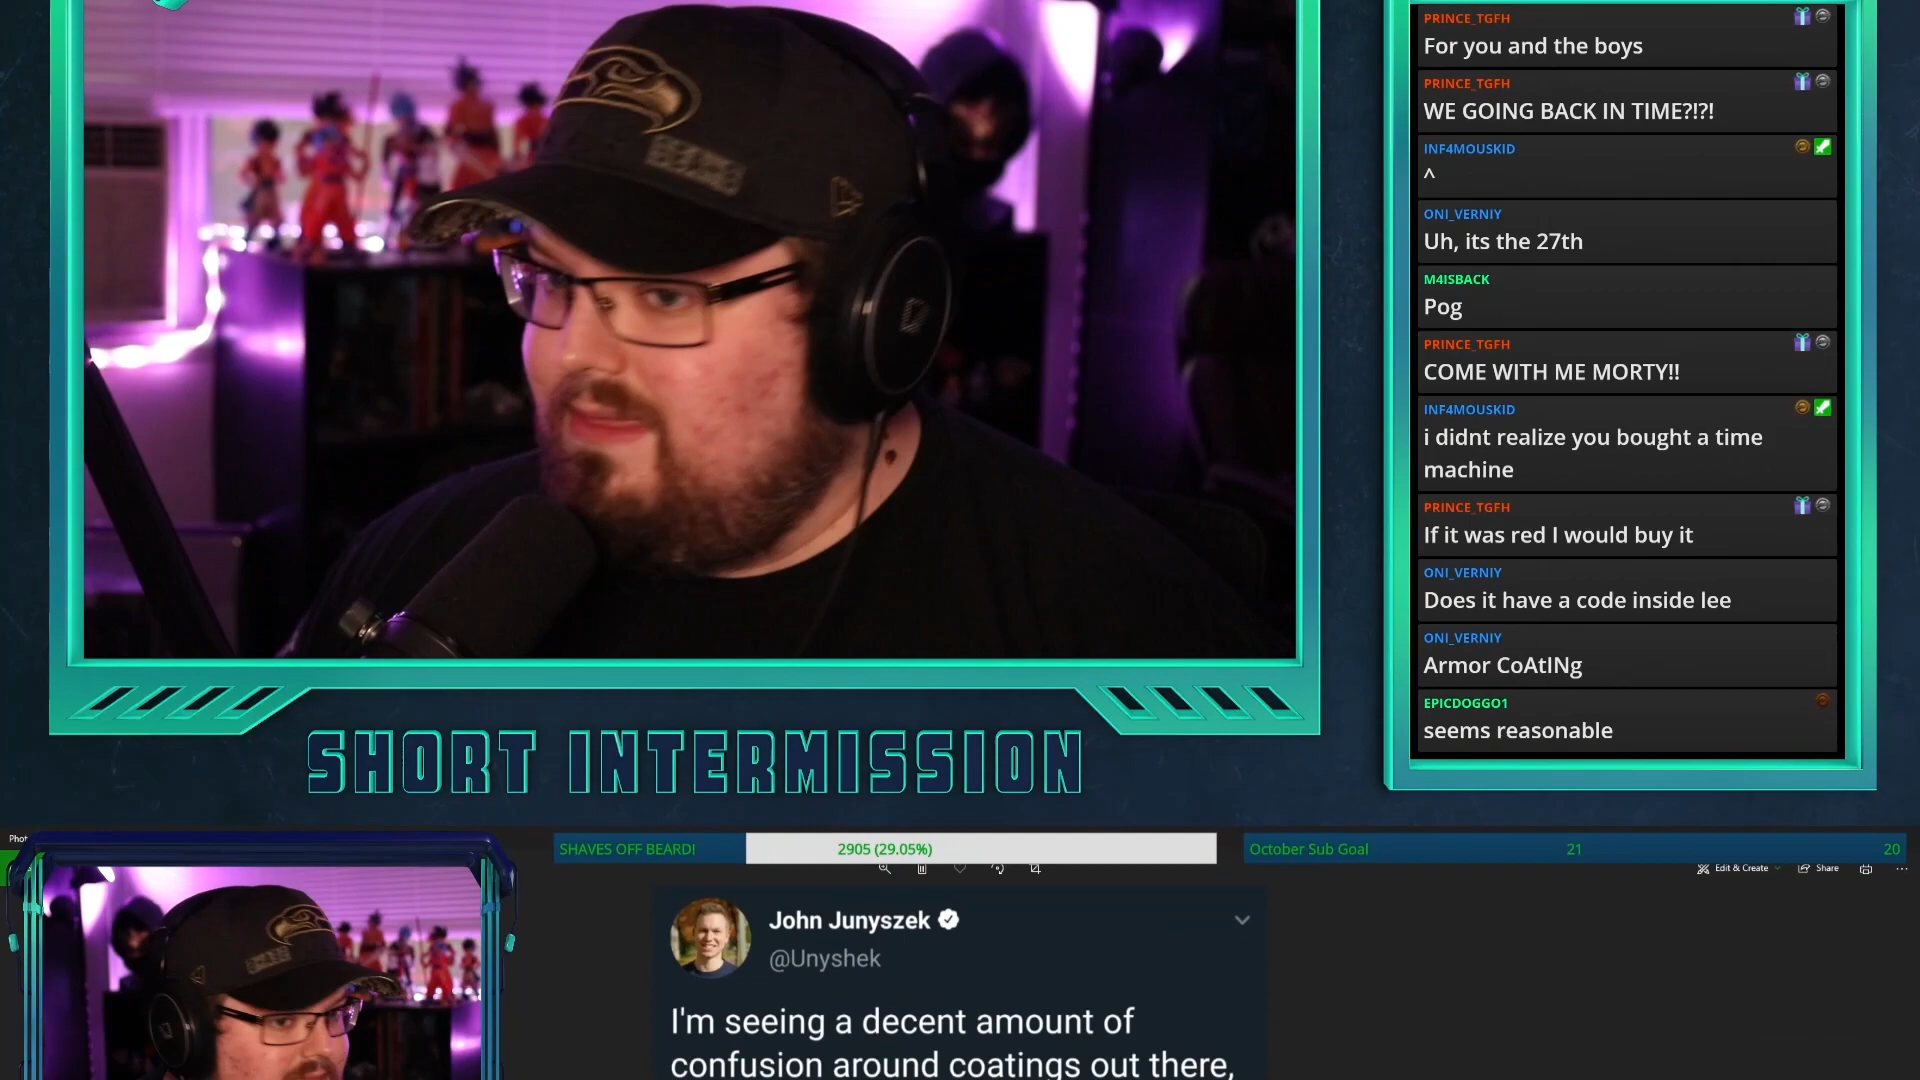 PRINCE_TGFH
For you and the boys
PRINCE_TGFH
WE GOING BACK IN TIME?!?!
INF4MOUSKID
^
ONI_VERNIY
Uh, its the 27th
M4ISBACK
Pog
PRINCE_TGFH
COME WITH ME MORTY!!
INF4MOUSKID
i didnt realize you bought a time
machine
PRINCE_TGFH
If it was red I would buy it
ONI_VERNIY
Does it have a code inside lee
ONI_VERNIY
Armor CoAtINg
EPICDOGGO1
seems reasonable
SHORT INTERMISSION
Phot
SHAVES OFF BEARD!
2905 (29.05%)
October Sub Goal
21
20
Edit & Create
Share
John Junyszek
@Unyshek
I'm seeing a decent amount of
confusion around coatings out there,